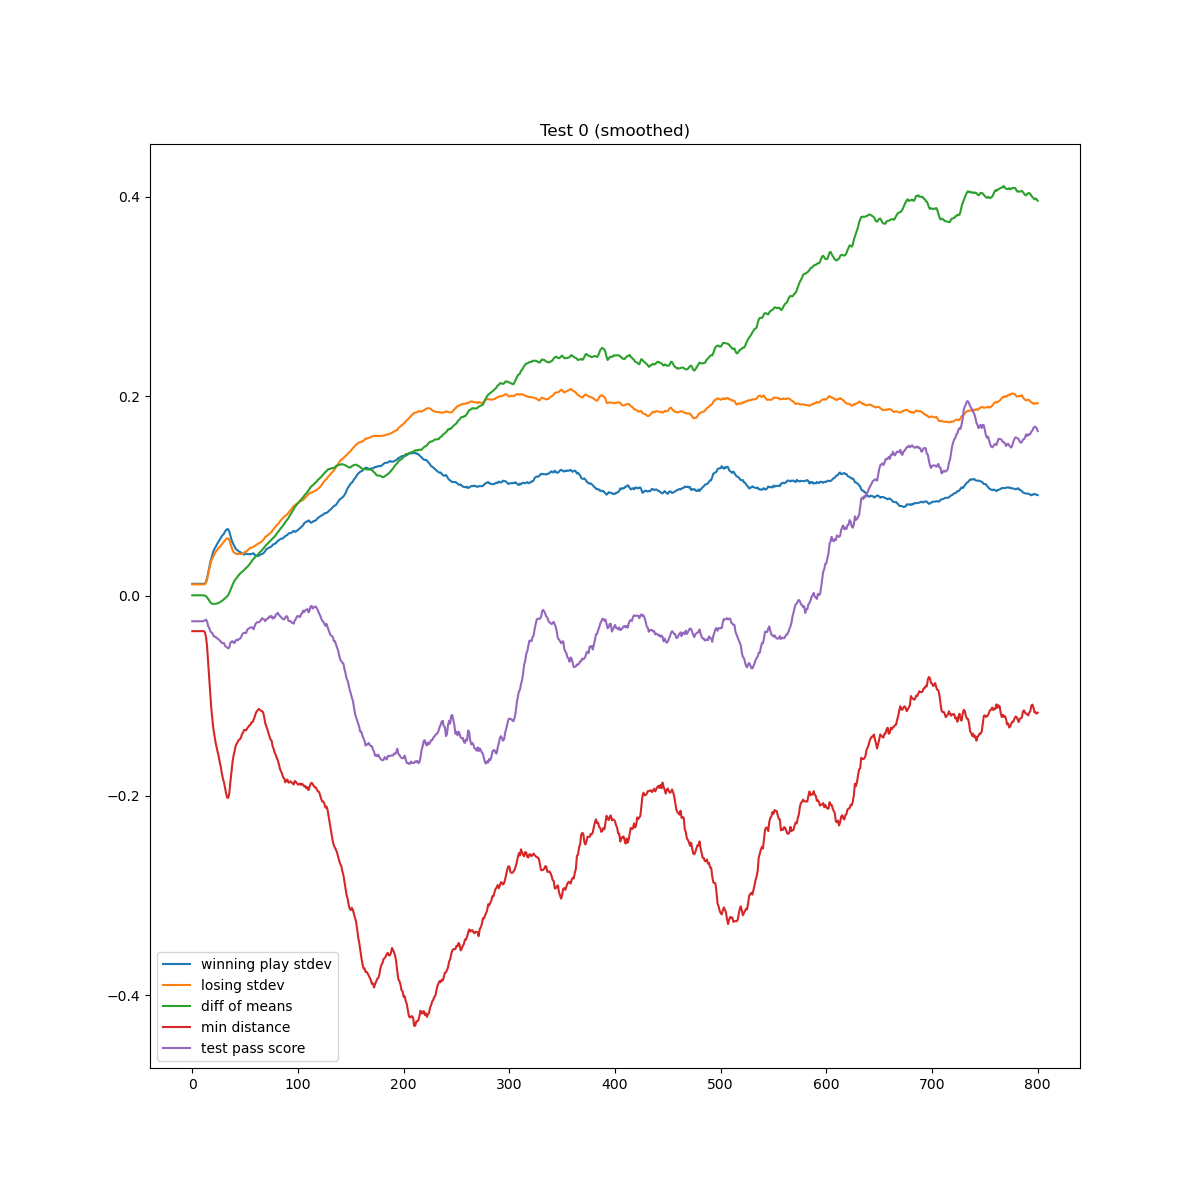 Test 0 (smoothed)
0.4
0.2
0.0
−0.2
−0.4
winning play stdev
losing stdev
diff of means
min distance
test pass score
0 100 200 300 400 500 600 700 800